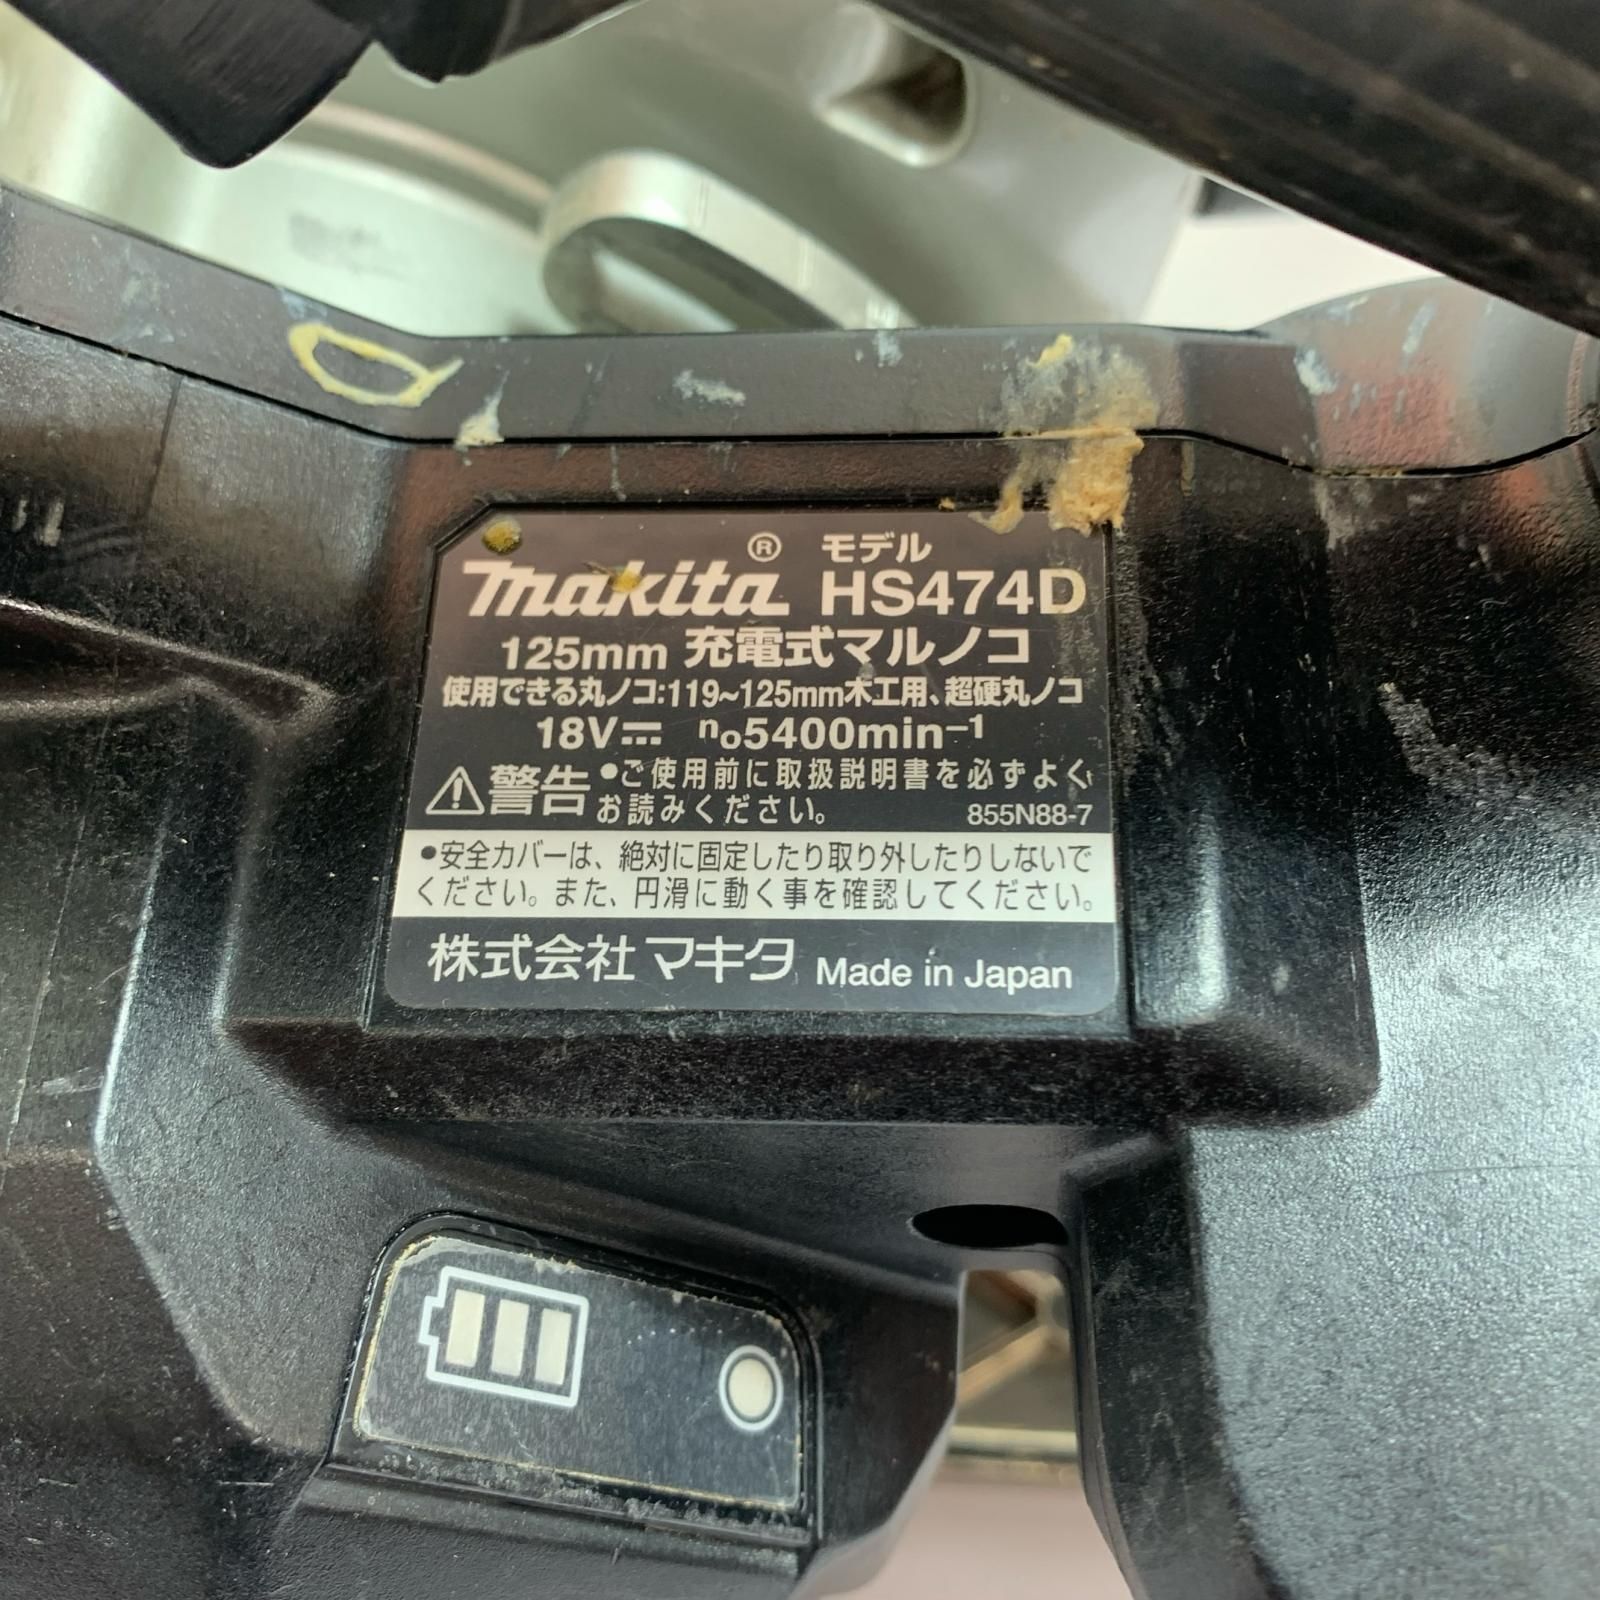 makita® モデル HS474D
125mm 充電式マルノコ
使用できる丸ノコ:119~125mm木工用、超硬丸ノコ
18V⎓ no5400min⁻¹
⚠警告 •ご使用前に取扱説明書を必ずよく
お読みください。 855N88-7
•安全カバーは、絶対に固定したり取り外したりしないで
ください。また、円滑に動く事を確認してください。
株式会社マキタ Made in Japan